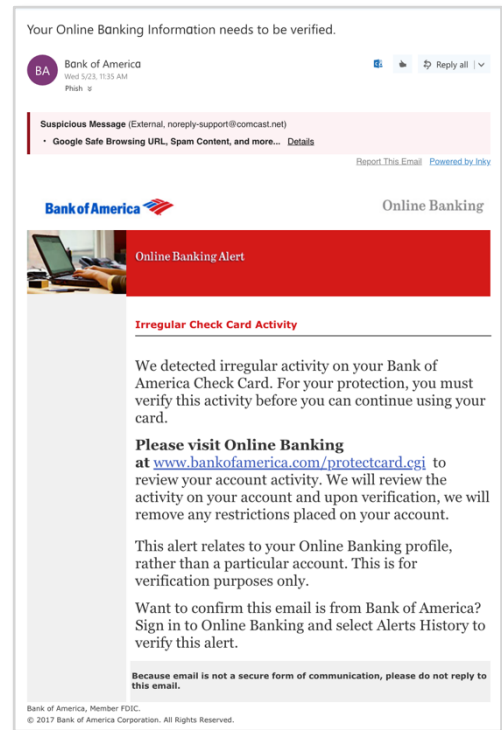 Your Online Banking Information needs to be verified.
BA
Bank of America
Wed 5/23, 11:35 AM
Phish
Reply all
Suspicious Message (External, noreply-support@comcast.net)
• Google Safe Browsing URL, Spam Content, and more... Details
Report This Email Powered by Inky
Bank of America
Online Banking
Online Banking Alert
Irregular Check Card Activity
We detected irregular activity on your Bank of
America Check Card. For your protection, you must
verify this activity before you can continue using your
card.
Please visit Online Banking
at www.bankofamerica.com/protectcard.cgi to
review your account activity. We will review the
activity on your account and upon verification, we will
remove any restrictions placed on your account.
This alert relates to your Online Banking profile,
rather than a particular account. This is for
verification purposes only.
Want to confirm this email is from Bank of America?
Sign in to Online Banking and select Alerts History to
verify this alert.
Because email is not a secure form of communication, please do not reply to
this email.
Bank of America, Member FDIC.
© 2017 Bank of America Corporation. All Rights Reserved.